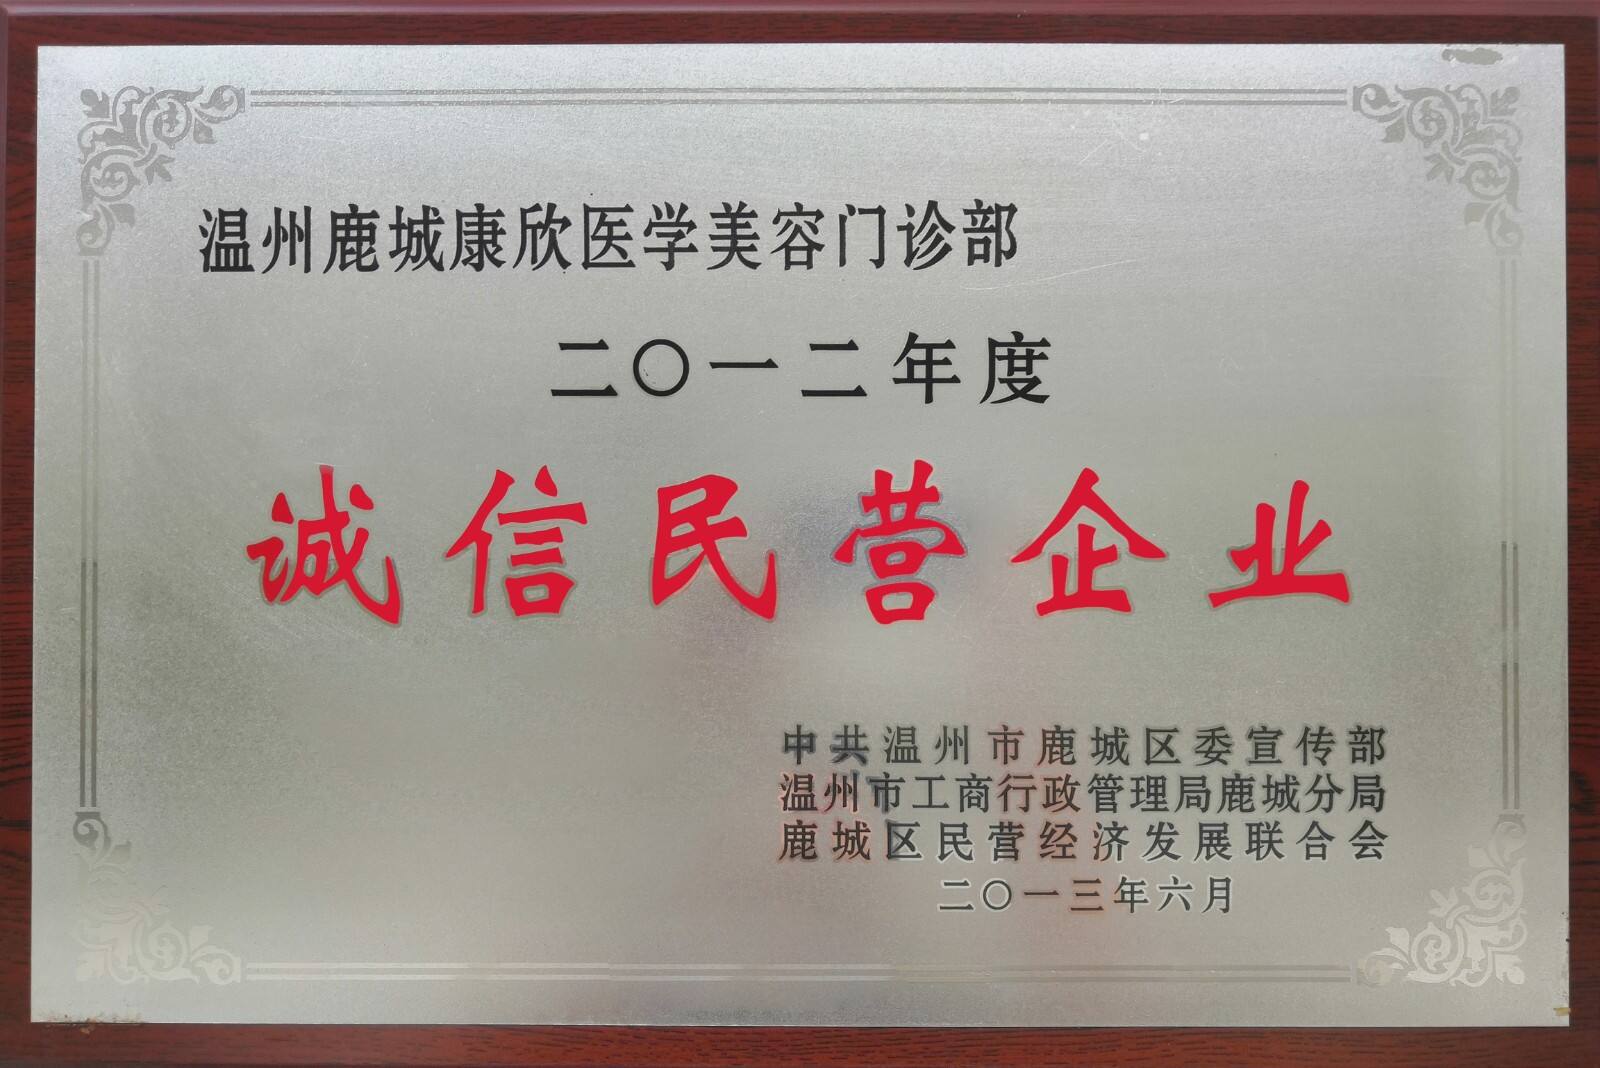 温州鹿城康欣医学美容门诊部
二〇一二年度
诚信民营企业
中共温州市鹿城区委宣传部
温州市工商行政管理局鹿城分局
鹿城区民营经济发展联合会
二〇一三年六月